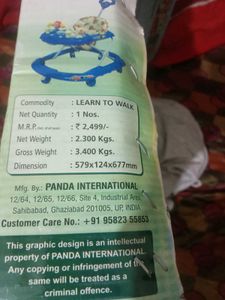 Commodity : LEARN TO WALK
Net Quantity : 1 Nos.
M.R.P. : ₹ 2,499/-
Net Weight : 2.300 Kgs.
Gross Weight : 3.400 Kgs.
Dimension : 579x124x677mm
Mfg. By.: PANDA INTERNATIONAL
12/64, 12/65, 12/66, Site 4, Industrial Area
Sahibabad, Ghaziabad 201005, UP, INDIA
Customer Care No.: +91 95823 55853
This graphic design is an intellectual
property of PANDA INTERNATIONAL
Any copying or infringement of the
same will be treated as a
criminal offence.